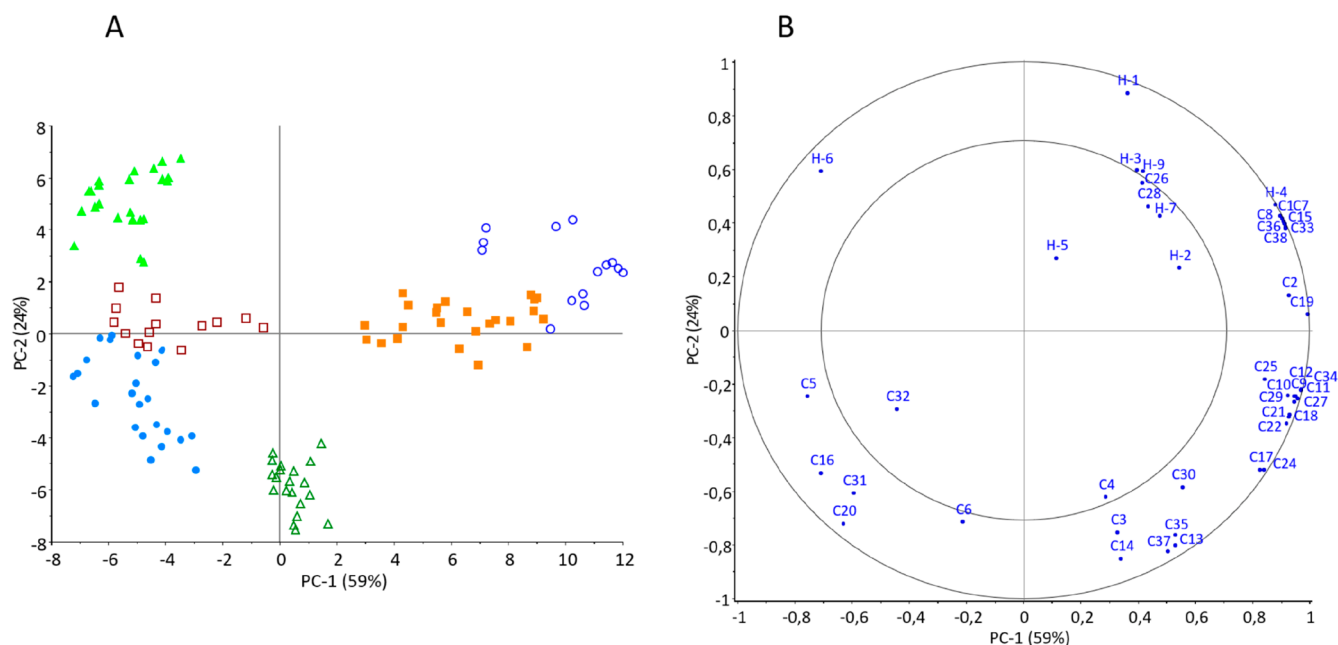 A
B
8
6
4
2
0
-2
-4
-6
-8
-8
-6
-4
-2
0
2
4
6
8
10
12
PC-2 (24%)
PC-1 (59%)
1
0,8
0,6
0,4
0,2
0
-0,2
-0,4
-0,6
-0,8
-1
-1
-0,8
-0,6
-0,4
-0,2
0
0,2
0,4
0,6
0,8
1
PC-2 (24%)
PC-1 (59%)
H-1
H-6
H-3
H-9
C26
C28
H-7
H-4
C1
C7
C8
C15
C36
C33
C38
H-5
H-2
C2
C19
C25
C12
C34
C10
C9
C11
C29
C27
C21
C18
C22
C5
C32
C17
C24
C16
C31
C30
C4
C20
C6
C3
C35
C13
C14
C37